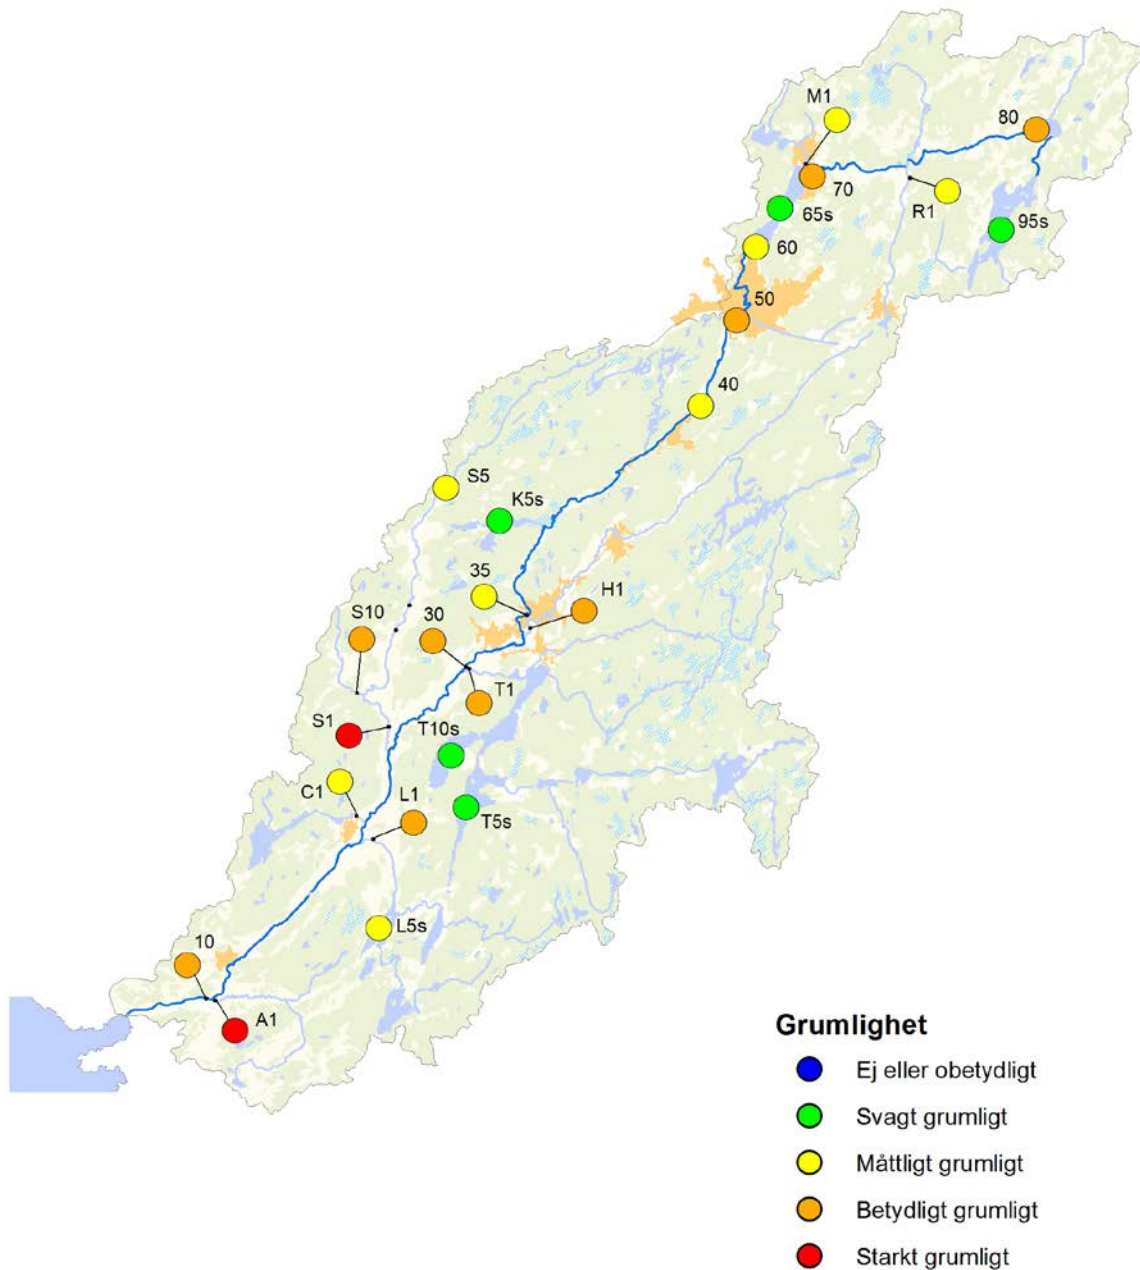 M1
80
70
R1
65s
95s
60
50
40
S5
K5s
35
H1
S10
30
T1
S1
T10s
C1
L1
T5s
L5s
10
A1
Grumlighet
Ej eller obetydligt
Svagt grumligt
Måttligt grumligt
Betydligt grumligt
Starkt grumligt